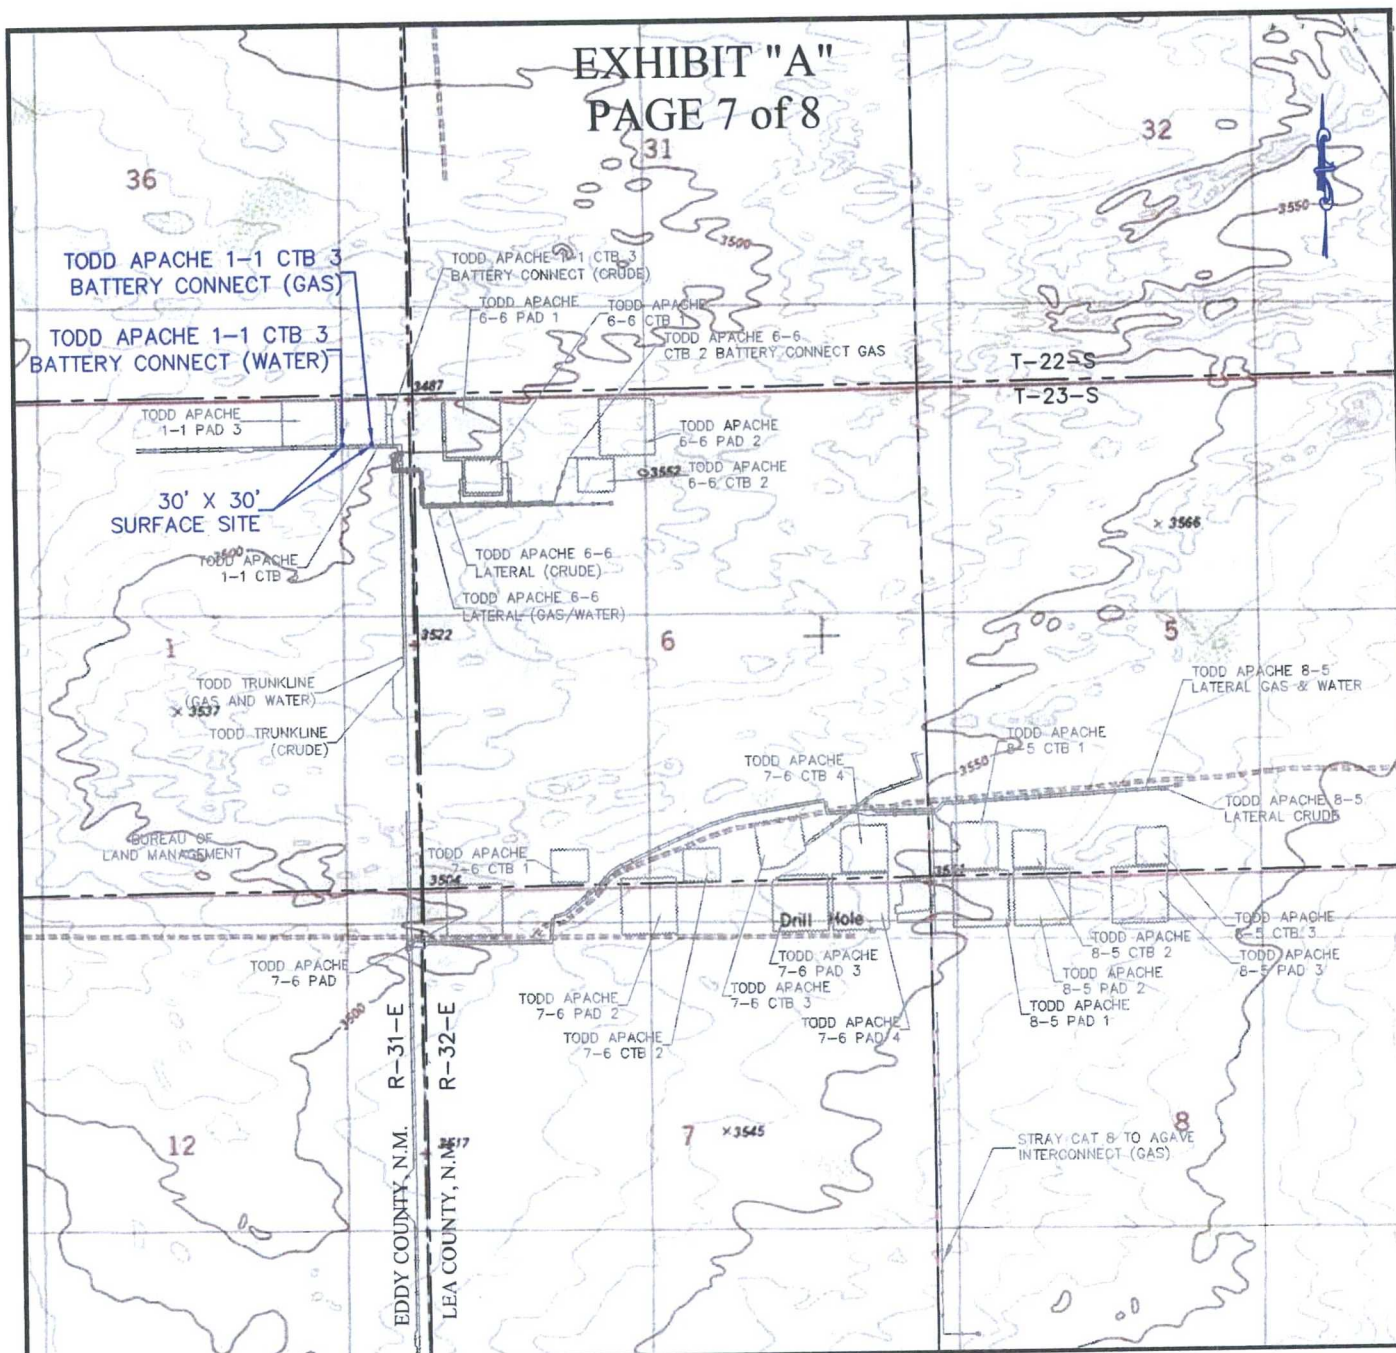 EXHIBIT "A"
PAGE 7 of 8
36
31
32
3550
3500
TODD APACHE 1-1 CTB 3
BATTERY CONNECT (GAS)
TODD APACHE 1-1 CTB 3
BATTERY CONNECT (CRUDE)
TODD APACHE
6-6 PAD 1
TODD APACHE
6-6 CTB 1
TODD APACHE 1-1 CTB 3
BATTERY CONNECT (WATER)
TODD APACHE 6-6
CTB 2 BATTERY CONNECT GAS
T-22-S
T-23-S
3487
TODD APACHE
1-1 PAD 3
TODD APACHE
6-6 PAD 2
3552
TODD APACHE
6-6 CTB 2
30' X 30'
SURFACE SITE
3566
3500
TODD APACHE
1-1 CTB
TODD APACHE 6-6
LATERAL (CRUDE)
TODD APACHE 6-6
LATERAL (GAS/WATER)
3522
1
6
5
TODD TRUNKLINE
(GAS AND WATER)
3537
TODD TRUNKLINE
(CRUDE)
TODD APACHE 8-5
LATERAL GAS & WATER
TODD APACHE
8-5 CTB 1
TODD APACHE
7-6 CTB 4
3550
TODD APACHE 8-5
LATERAL CRUDE
BUREAU OF
LAND MANAGEMENT
TODD APACHE
7-6 CTB 1
3504
Drill Hole
TODD APACHE
8-5 CTB 3
TODD APACHE
8-5 CTB 2
TODD APACHE
8-5 PAD 3
TODD APACHE
7-6 PAD
TODD APACHE
7-6 PAD 3
TODD APACHE
8-5 PAD 2
TODD APACHE
7-6 CTB 3
TODD APACHE
7-6 PAD 2
TODD APACHE
8-5 PAD 1
TODD APACHE
7-6 PAD 4
TODD APACHE
7-6 CTB 2
3500
R-31-E
R-32-E
12
3517
7
3545
8
STRAY CAT 8 TO AGAVE
INTERCONNECT (GAS)
EDDY COUNTY, N.M.
LEA COUNTY, N.M.